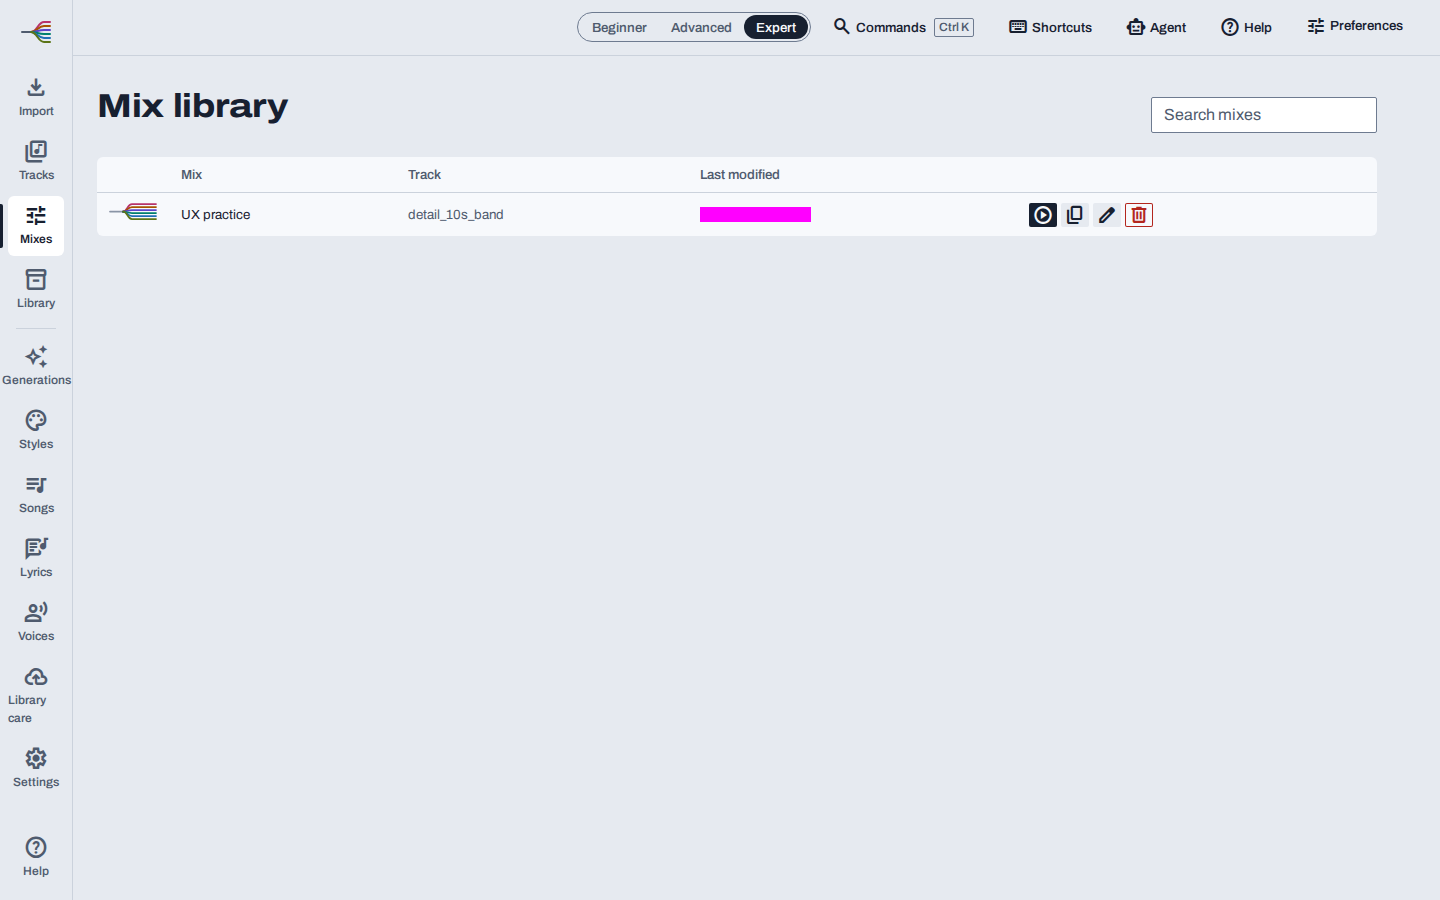 Beginner Advanced Expert Commands Ctrl K Shortcuts Agent Help Preferences
Import
Tracks
Mixes
Library
Generations
Styles
Songs
Lyrics
Voices
Library
care
Settings
Help
Mix library
Search mixes
Mix Track Last modified
UX practice detail_10s_band